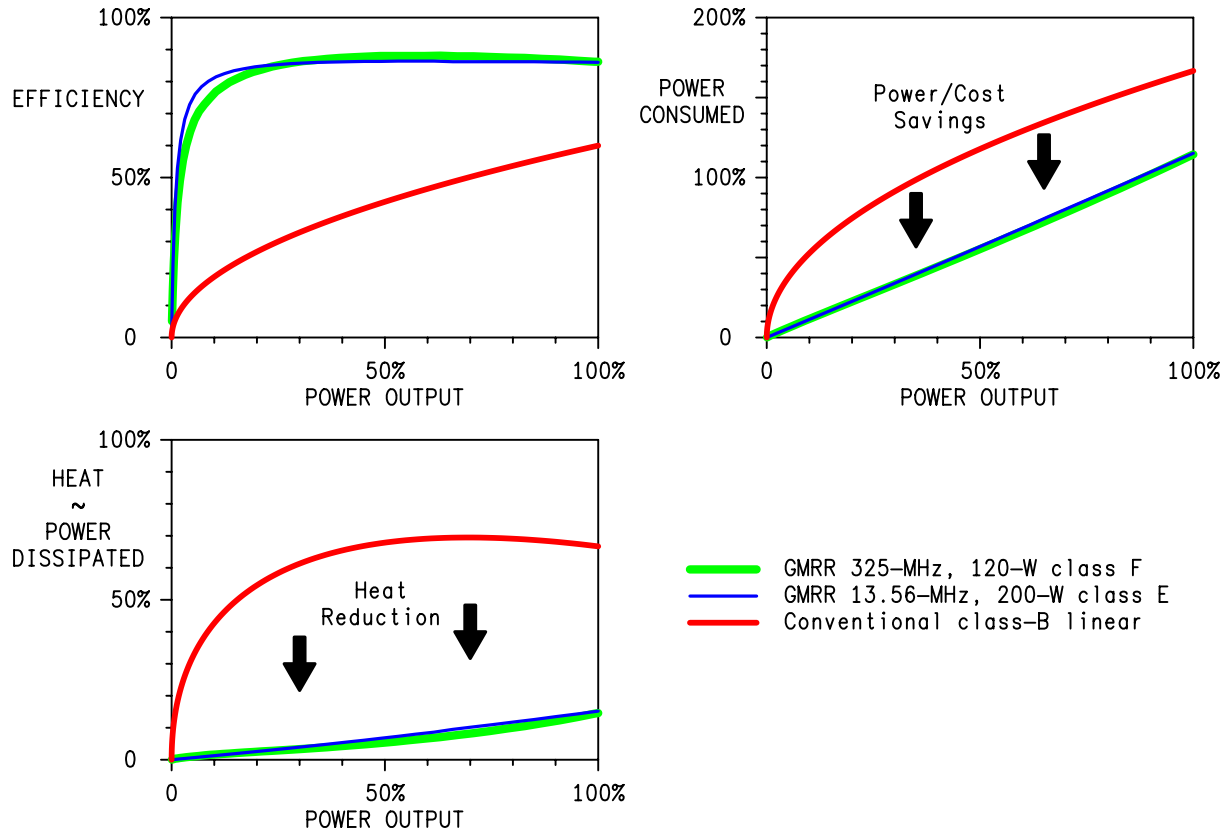 100%
EFFICIENCY
50%
0
0
50%
100%
POWER OUTPUT
200%
POWER
CONSUMED
100%
0
Power/Cost
Savings
0
50%
100%
POWER OUTPUT
100%
HEAT
~
POWER
DISSIPATED
50%
0
Heat
Reduction
0
50%
100%
POWER OUTPUT
GMRR 325–MHz, 120–W class F
GMRR 13.56–MHz, 200–W class E
Conventional class–B linear